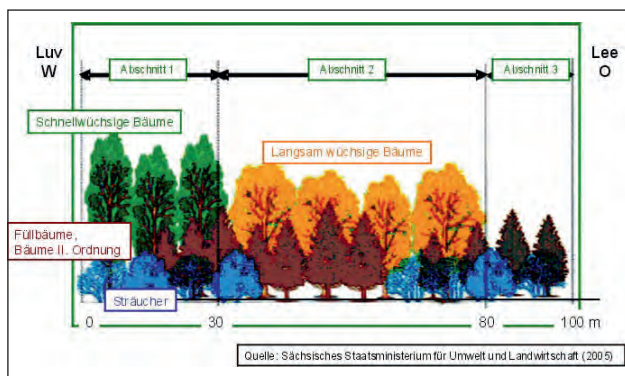 Luv
W
Abschnitt 1
Abschnitt 2
Abschnitt 3
Lee
O
Schnellwüchsige Bäume
Langsam wüchsige Bäume
Füllbäume,
Bäume II. Ordnung
Sträucher
0 30 80 100 m
Quelle: Sächsisches Staatsministerium für Umwelt und Landwirtschaft (2005)